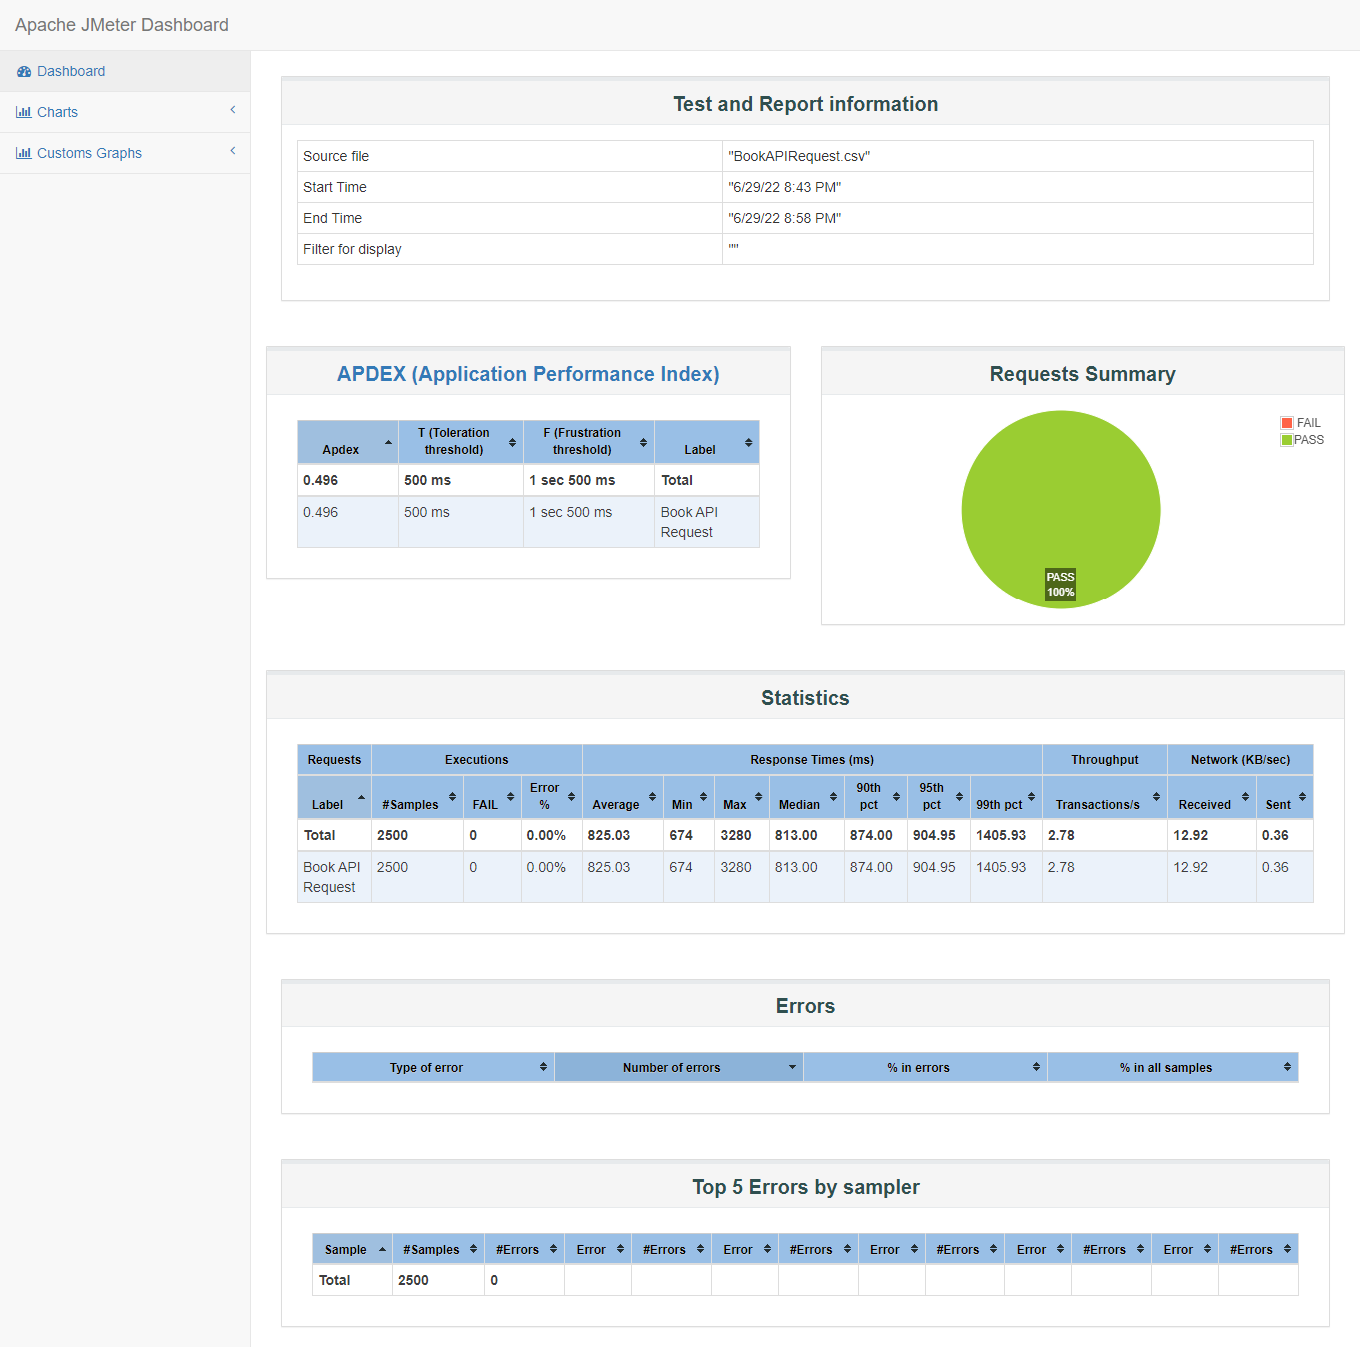 Apache JMeter Dashboard
Dashboard
Charts
Customs Graphs
Test and Report information
Source file "BookAPIRequest.csv"
Start Time "6/29/22 8:43 PM"
End Time "6/29/22 8:58 PM"
Filter for display ""
APDEX (Application Performance Index)
Apdex T (Toleration threshold) F (Frustration threshold) Label
0.496 500 ms 1 sec 500 ms Total
0.496 500 ms 1 sec 500 ms Book API Request
Requests Summary
FAIL
PASS
PASS
100%
Statistics
Requests Executions Response Times (ms) Throughput Network (KB/sec)
Label #Samples FAIL Error % Average Min Max Median 90th pct 95th pct 99th pct Transactions/s Received Sent
Total 2500 0 0.00% 825.03 674 3280 813.00 874.00 904.95 1405.93 2.78 12.92 0.36
Book API Request 2500 0 0.00% 825.03 674 3280 813.00 874.00 904.95 1405.93 2.78 12.92 0.36
Errors
Type of error Number of errors % in errors % in all samples
Top 5 Errors by sampler
Sample #Samples #Errors Error #Errors Error #Errors Error #Errors Error #Errors Error #Errors
Total 2500 0